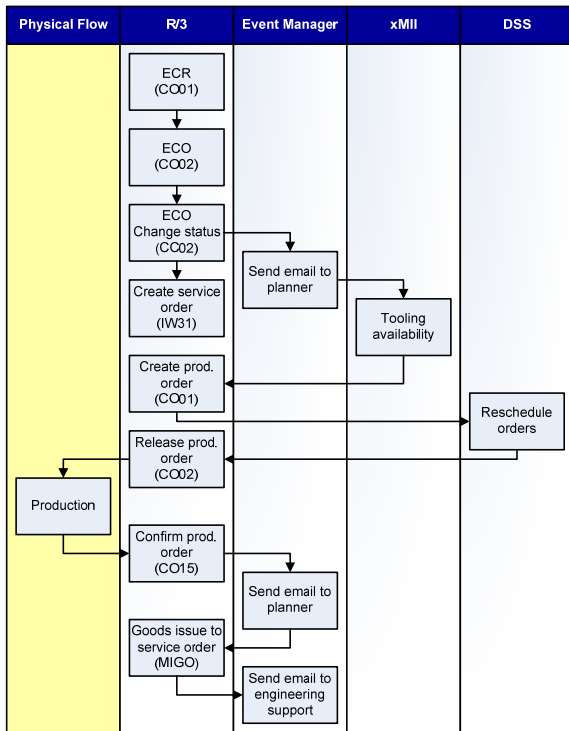 Physical Flow
R/3
Event Manager
xMII
DSS
ECR
(CO01)
ECO
(CO02)
ECO
Change status
(CC02)
Send email to
planner
Create service
order
(IW31)
Tooling
availability
Create prod.
order
(CO01)
Reschedule
orders
Release prod.
order
(CO02)
Production
Confirm prod.
order
(CO15)
Send email to
planner
Goods issue to
service order
(MIGO)
Send email to
engineering
support